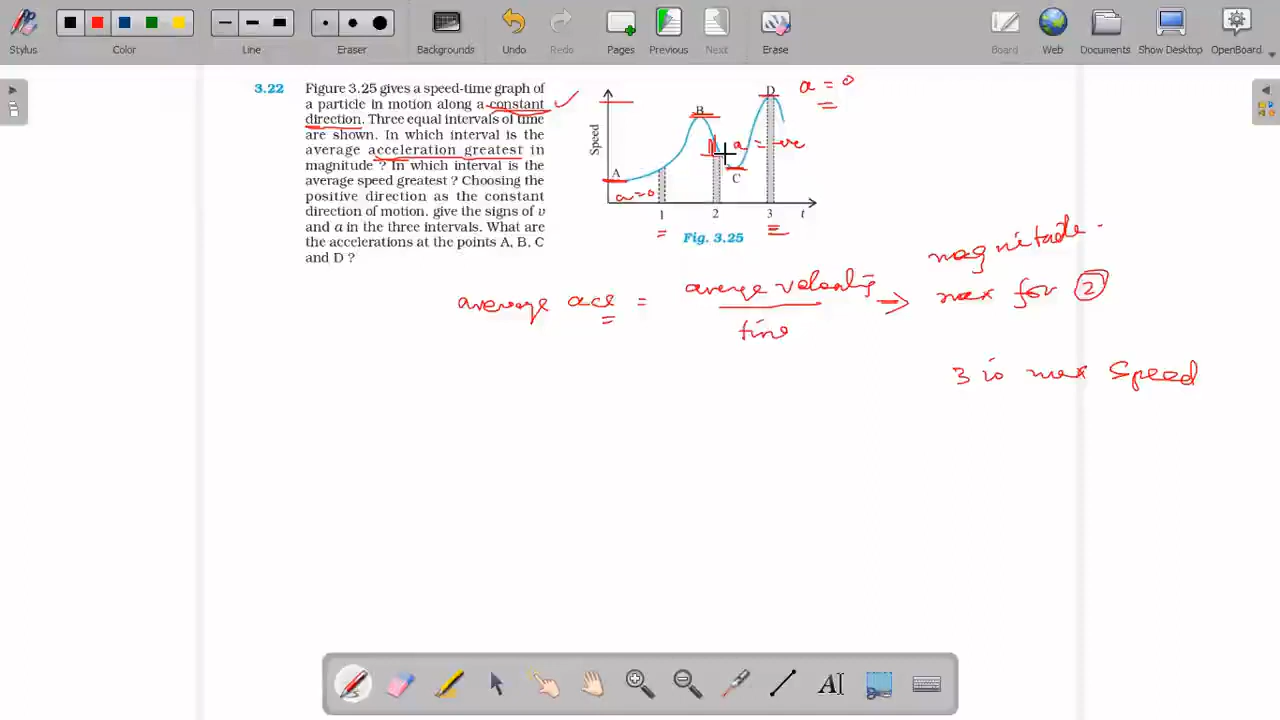 Stylus
Color
Line
Eraser
Backgrounds
Undo
Redo
Pages
Previous
Next
Erase
Board
Web
Documents
Show Desktop
OpenBoard
3.22 Figure 3.25 gives a speed-time graph of
a particle in motion along a constant
direction. Three equal intervals of time
are shown. In which interval is the
average acceleration greatest in
magnitude ? In which interval is the
average speed greatest ? Choosing the
positive direction as the constant
direction of motion, give the signs of v
and a in the three intervals. What are
the accelerations at the points A, B, C
and D ?
Speed
A
B
C
D
1
2
3
t
Fig. 3.25
a = 0
a = -ve
a=0
magnitude.
average acc = average velocity
time
→ max for 2
3 is max Speed